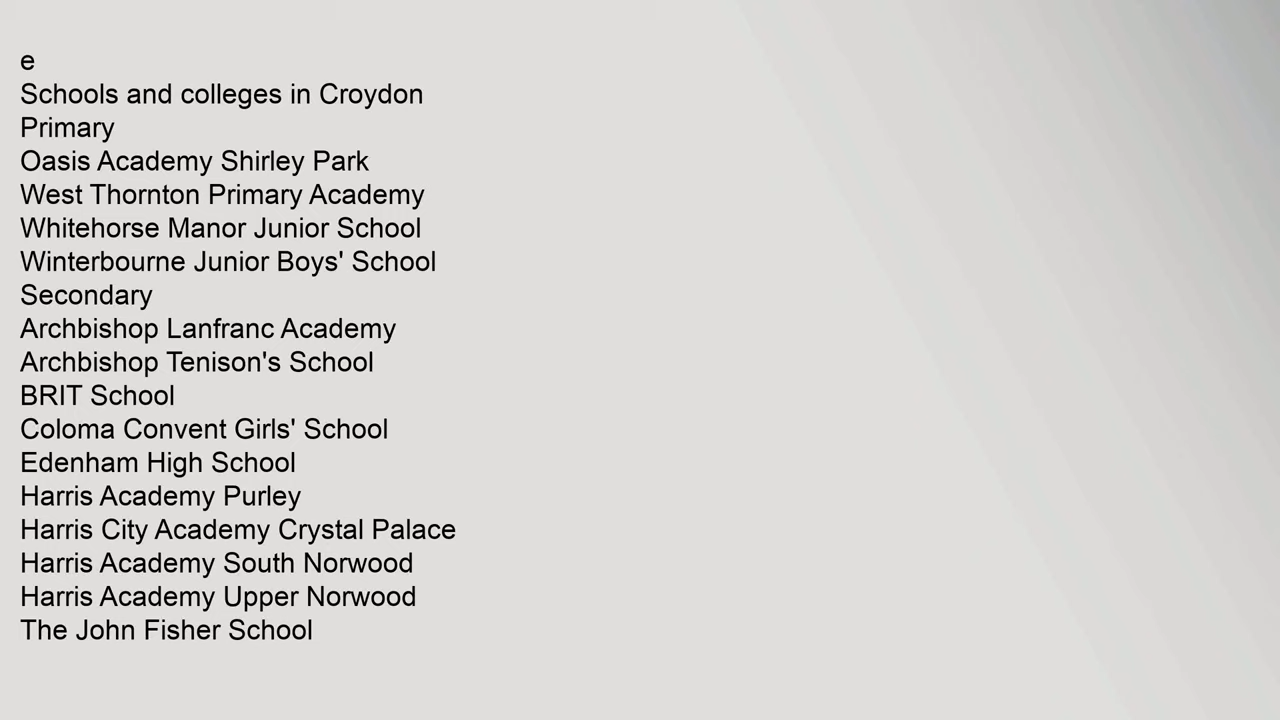 e
Schools and colleges in Croydon
Primary
Oasis Academy Shirley Park
West Thornton Primary Academy
Whitehorse Manor Junior School
Winterbourne Junior Boys' School
Secondary
Archbishop Lanfranc Academy
Archbishop Tenison's School
BRIT School
Coloma Convent Girls' School
Edenham High School
Harris Academy Purley
Harris City Academy Crystal Palace
Harris Academy South Norwood
Harris Academy Upper Norwood
The John Fisher School